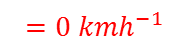 = 0 kmh⁻¹